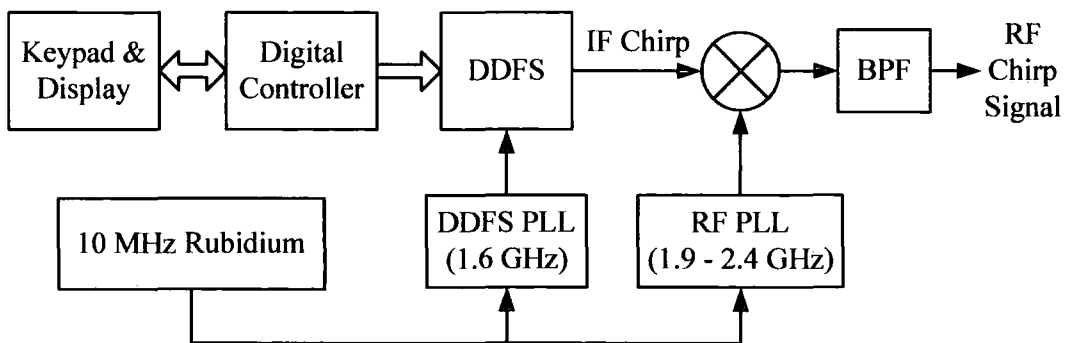 Keypad &
Display
Digital
Controller
DDFS
IF Chirp
BPF
RF
Chirp
Signal
10 MHz Rubidium
DDFS PLL
(1.6 GHz)
RF PLL
(1.9 - 2.4 GHz)